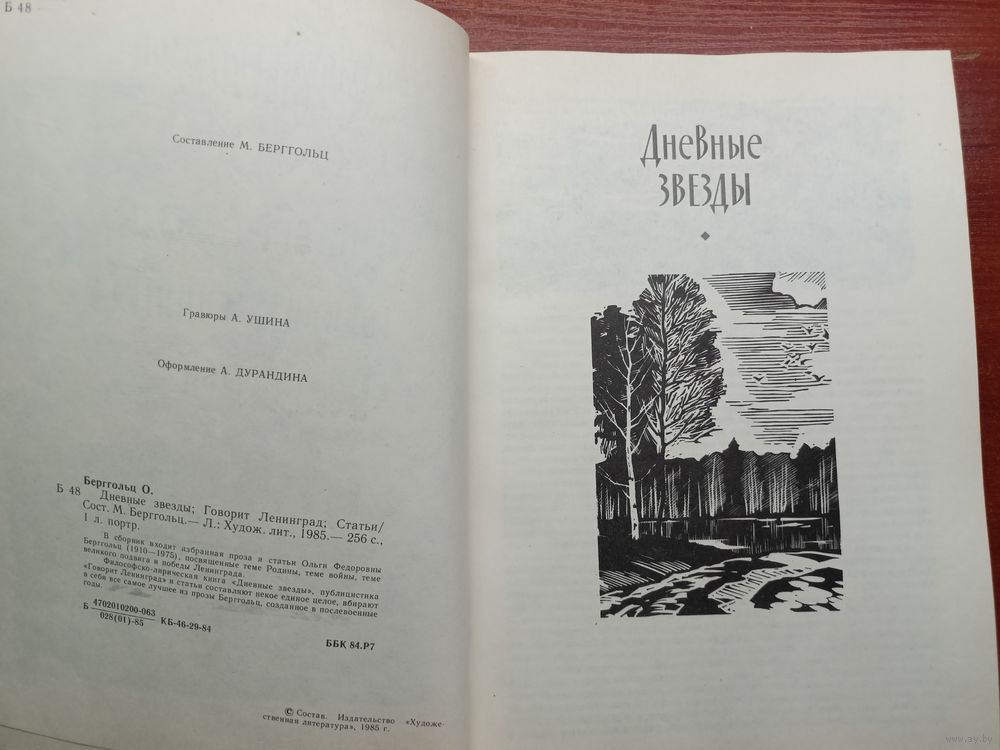 Б 48
Составление М. БЕРГГОЛЬЦ
Гравюры А. УШИНА
Оформление А. ДУРАНДИНА
Берггольц О.
Б 48 Дневные звезды; Говорит Ленинград; Статьи/
Сост. М. Берггольц.— Л.: Худож. лит., 1985.— 256 с.,
1 л. портр.
В сборник входят избранная проза и статьи Ольги Федоровны
Берггольц (1910—1975), посвященные теме Родины, теме войны, теме
великого подвига и победы Ленинграда.
Философско-лирическая книга «Дневные звезды», публицистика
«Говорит Ленинград» и статьи составляют некое единое целое, вбирают
в себя все самое лучшее из прозы Берггольц, созданное в послевоенные
годы.
Б 4702010200-063
028(01)-85 КБ-46-29-84
ББК 84.Р7
© Состав. Издательство «Художе-
ственная литература», 1985 г.
Дневные
звезды
www.ay.by